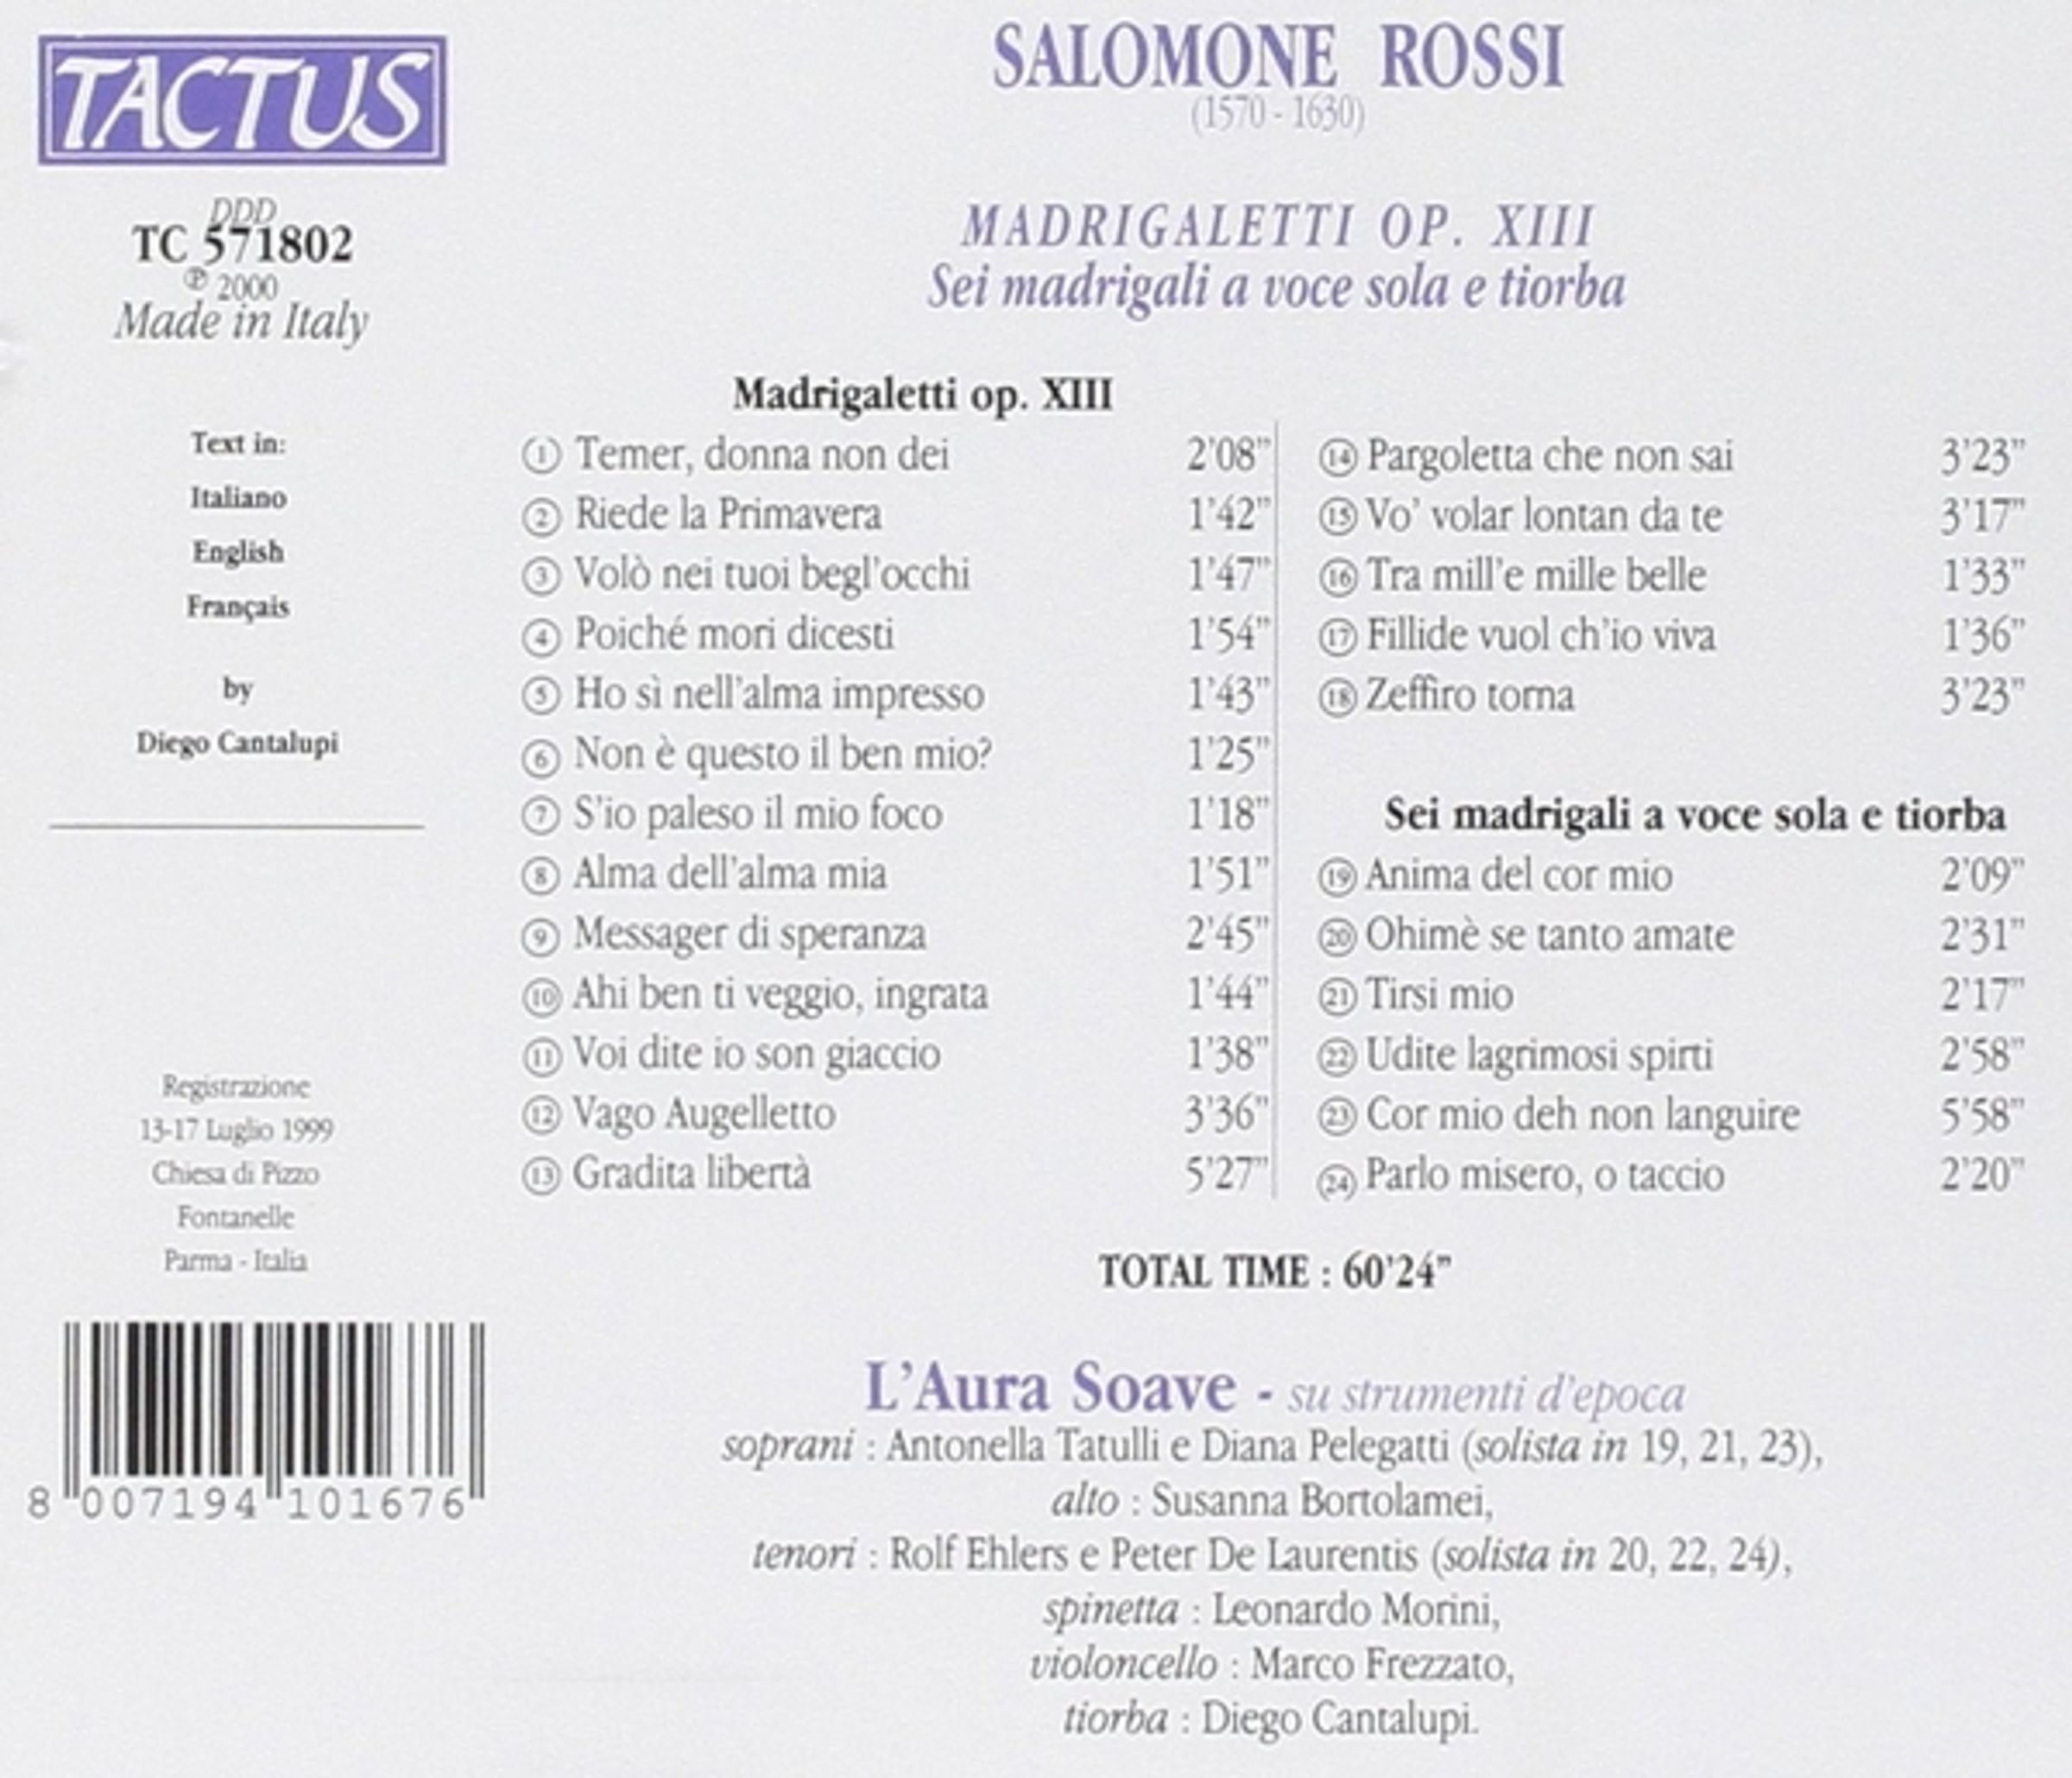 TACTUS
DDD
TC 571802
℗ 2000
Made in Italy
Text in:
Italiano
English
Français
by
Diego Cantalupi
Registrazione
13-17 Luglio 1999
Chiesa di Pizzo
Fontanelle
Parma - Italia
8 007194 101676
SALOMONE ROSSI
(1570 - 1630)
MADRIGALETTI OP. XIII
Sei madrigali a voce sola e tiorba
Madrigaletti op. XIII
1 Temer, donna non dei 2'08"
2 Riede la Primavera 1'42"
3 Volò nei tuoi begl'occhi 1'47"
4 Poiché mori dicesti 1'54"
5 Ho sì nell'alma impresso 1'43"
6 Non è questo il ben mio? 1'25"
7 S'io paleso il mio foco 1'18"
8 Alma dell'alma mia 1'51"
9 Messager di speranza 2'45"
10 Ahi ben ti veggio, ingrata 1'44"
11 Voi dite io son giaccio 1'38"
12 Vago Augelletto 3'36"
13 Gradita libertà 5'27"
14 Pargoletta che non sai 3'23"
15 Vo' volar lontan da te 3'17"
16 Tra mill'e mille belle 1'33"
17 Fillide vuol ch'io viva 1'36"
18 Zeffiro torna 3'23"
Sei madrigali a voce sola e tiorba
19 Anima del cor mio 2'09"
20 Ohimè se tanto amate 2'31"
21 Tirsi mio 2'17"
22 Udite lagrimosi spirti 2'58"
23 Cor mio deh non languire 5'58"
24 Parlo misero, o taccio 2'20"
TOTAL TIME : 60'24"
L'Aura Soave - su strumenti d'epoca
soprani : Antonella Tatulli e Diana Pelegatti (solista in 19, 21, 23),
alto : Susanna Bortolamei,
tenori : Rolf Ehlers e Peter De Laurentis (solista in 20, 22, 24),
spinetta : Leonardo Morini,
violoncello : Marco Frezzato,
tiorba : Diego Cantalupi.